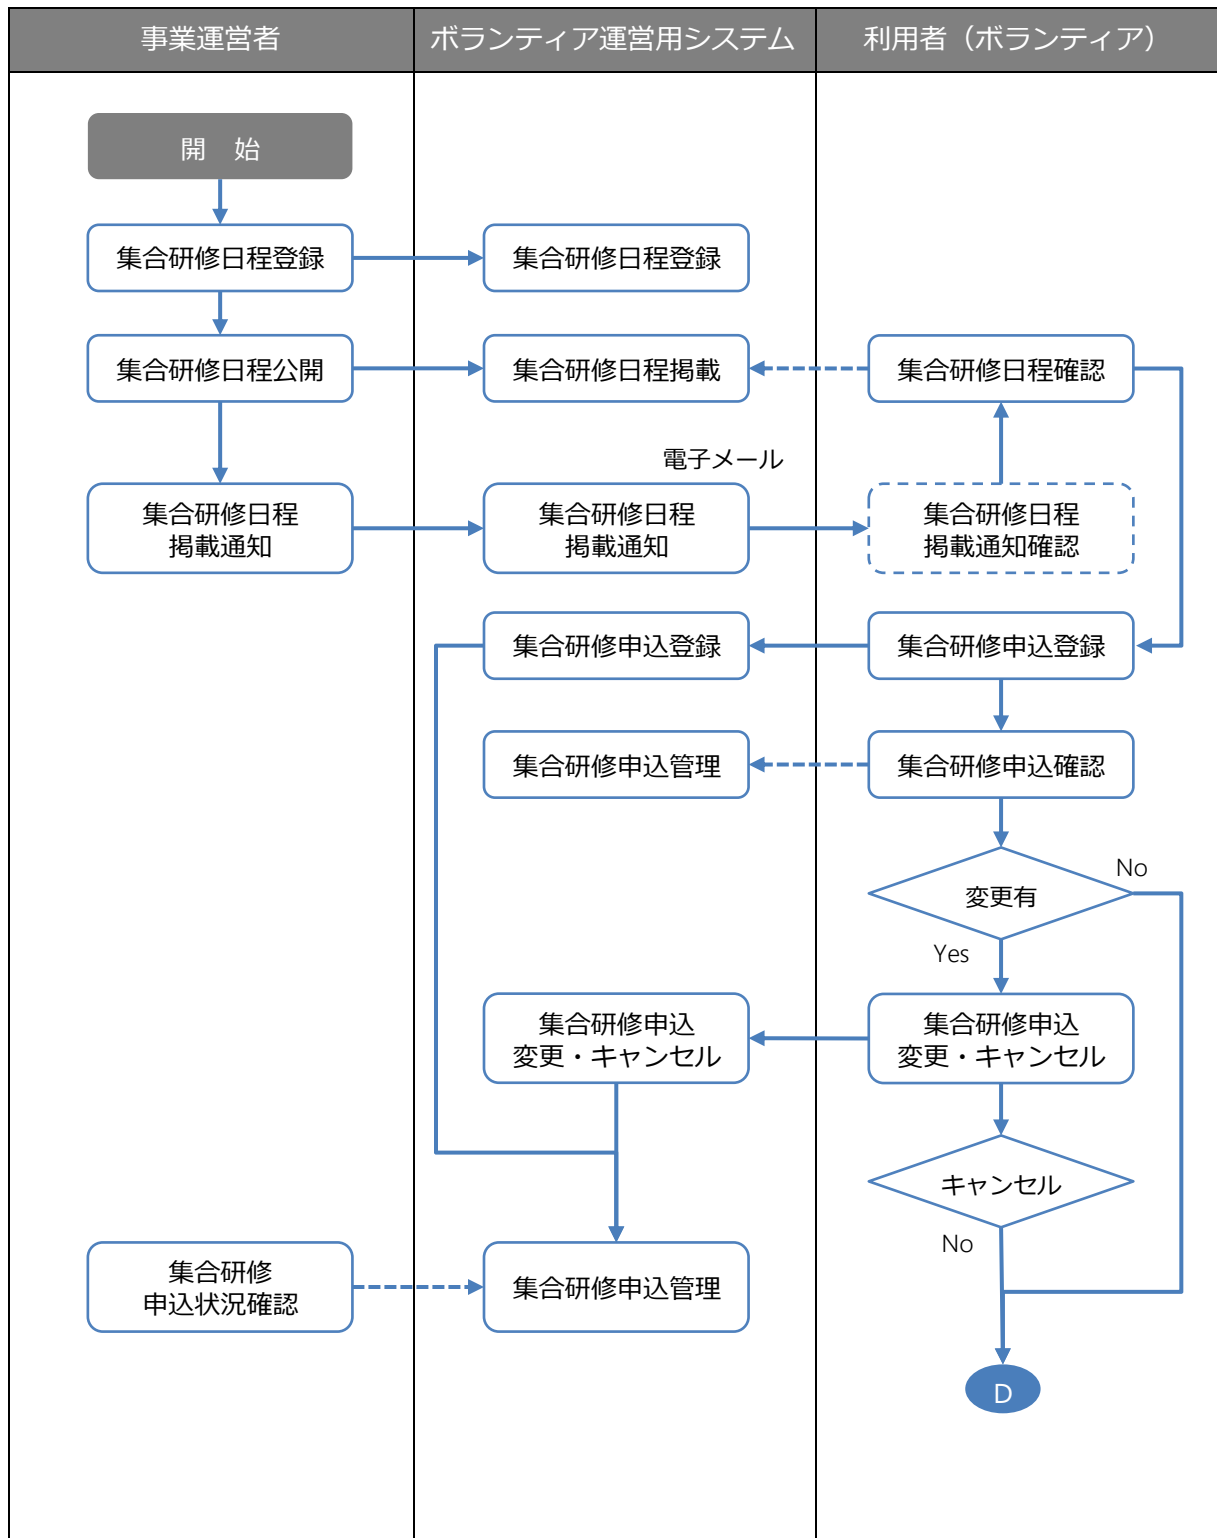 事業運営者
ボランティア運営用システム
利用者（ボランティア）
開　始
集合研修日程登録
集合研修日程登録
集合研修日程公開
集合研修日程掲載
集合研修日程確認
電子メール
集合研修日程
掲載通知
集合研修日程
掲載通知
集合研修日程
掲載通知確認
集合研修申込登録
集合研修申込登録
集合研修申込管理
集合研修申込確認
変更有
No
Yes
集合研修申込
変更・キャンセル
集合研修申込
変更・キャンセル
キャンセル
No
集合研修
申込状況確認
集合研修申込管理
D